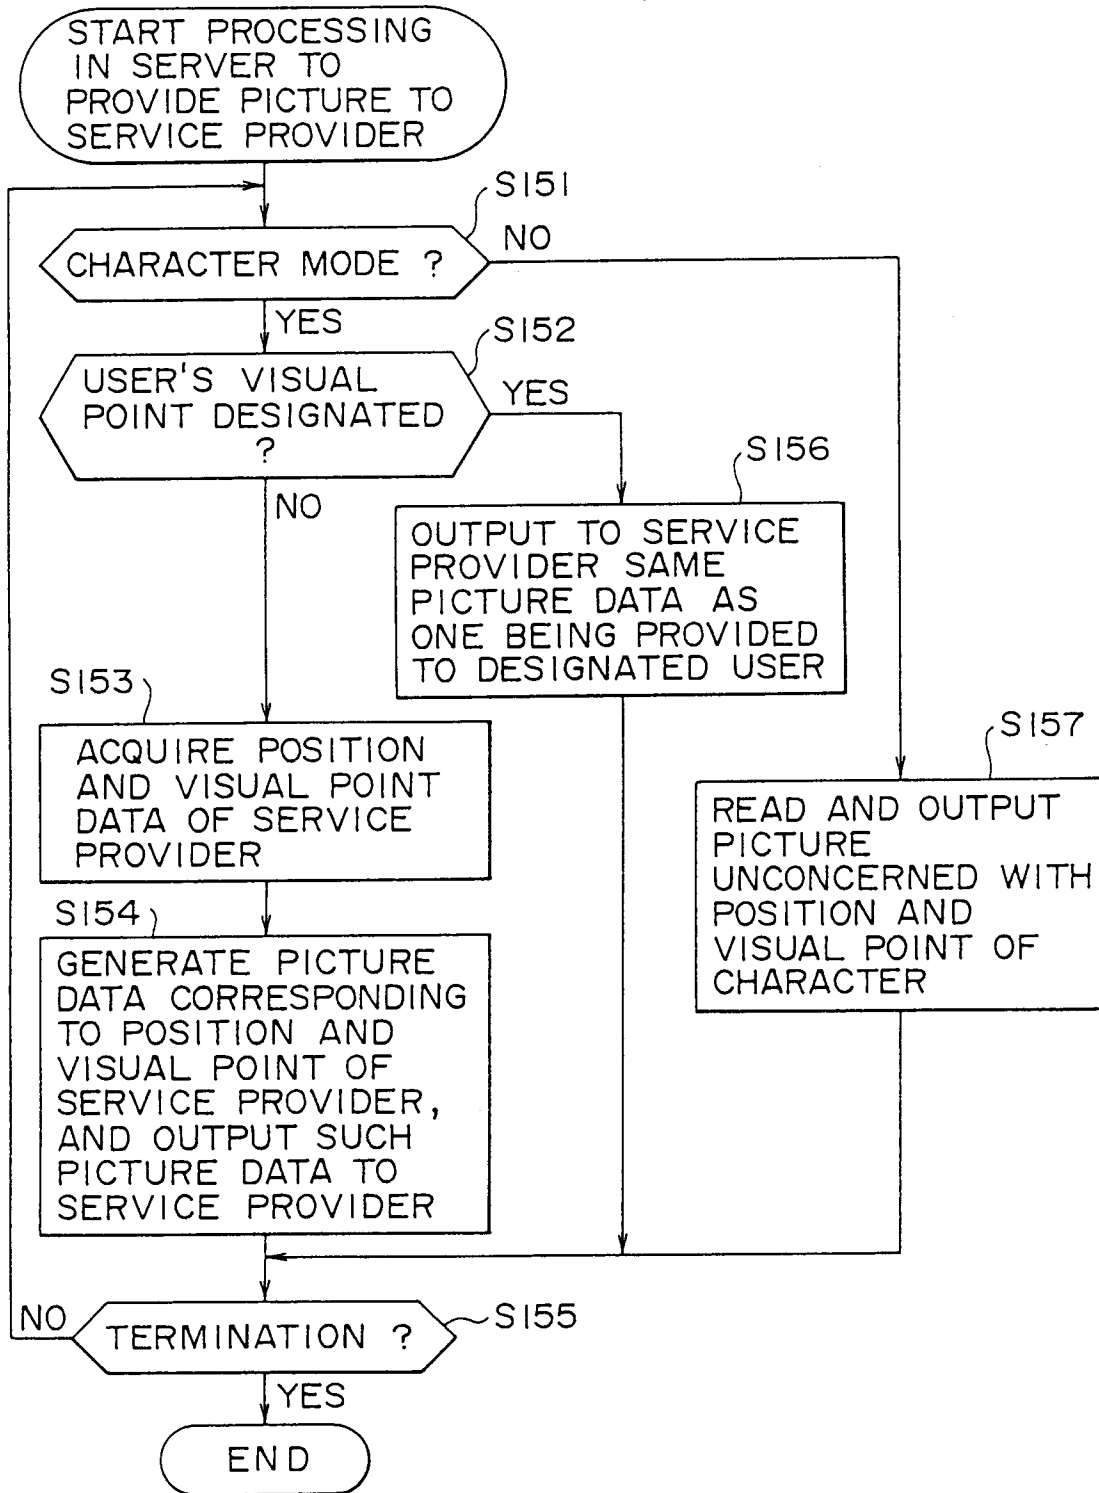 START PROCESSING
IN SERVER TO
PROVIDE PICTURE TO
SERVICE PROVIDER
S151
CHARACTER MODE ?
NO
YES
S152
USER'S VISUAL
POINT DESIGNATED
?
YES
NO
S156
OUTPUT TO SERVICE
PROVIDER SAME
PICTURE DATA AS
ONE BEING PROVIDED
TO DESIGNATED USER
S153
ACQUIRE POSITION
AND VISUAL POINT
DATA OF SERVICE
PROVIDER
S157
READ AND OUTPUT
PICTURE
UNCONCERNED WITH
POSITION AND
VISUAL POINT OF
CHARACTER
S154
GENERATE PICTURE
DATA CORRESPONDING
TO POSITION AND
VISUAL POINT OF
SERVICE PROVIDER,
AND OUTPUT SUCH
PICTURE DATA TO
SERVICE PROVIDER
NO
TERMINATION ?
S155
YES
END